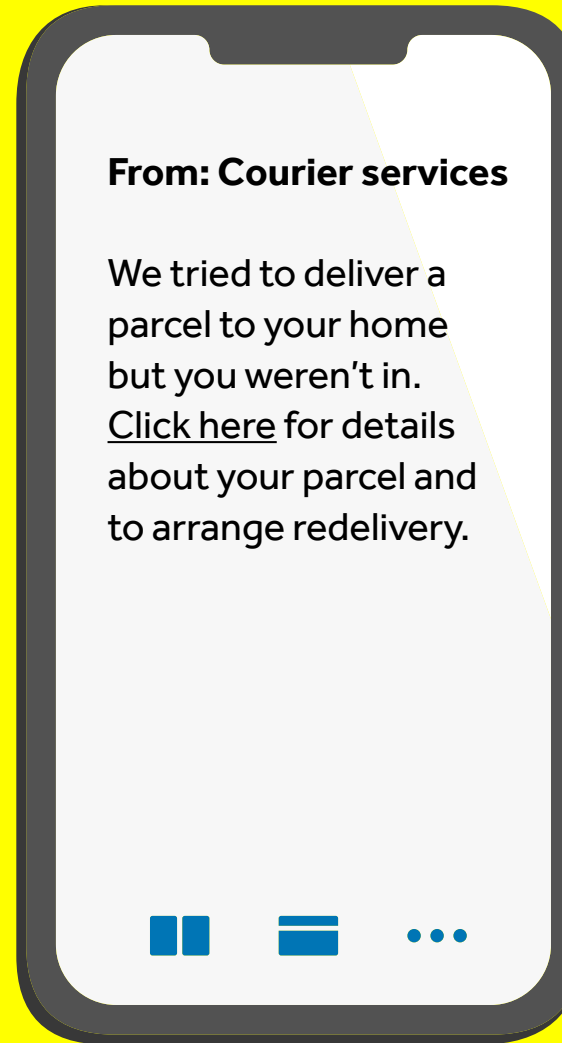 From: Courier services
We tried to deliver a
parcel to your home
but you weren’t in.
Click here for details
about your parcel and
to arrange redelivery.